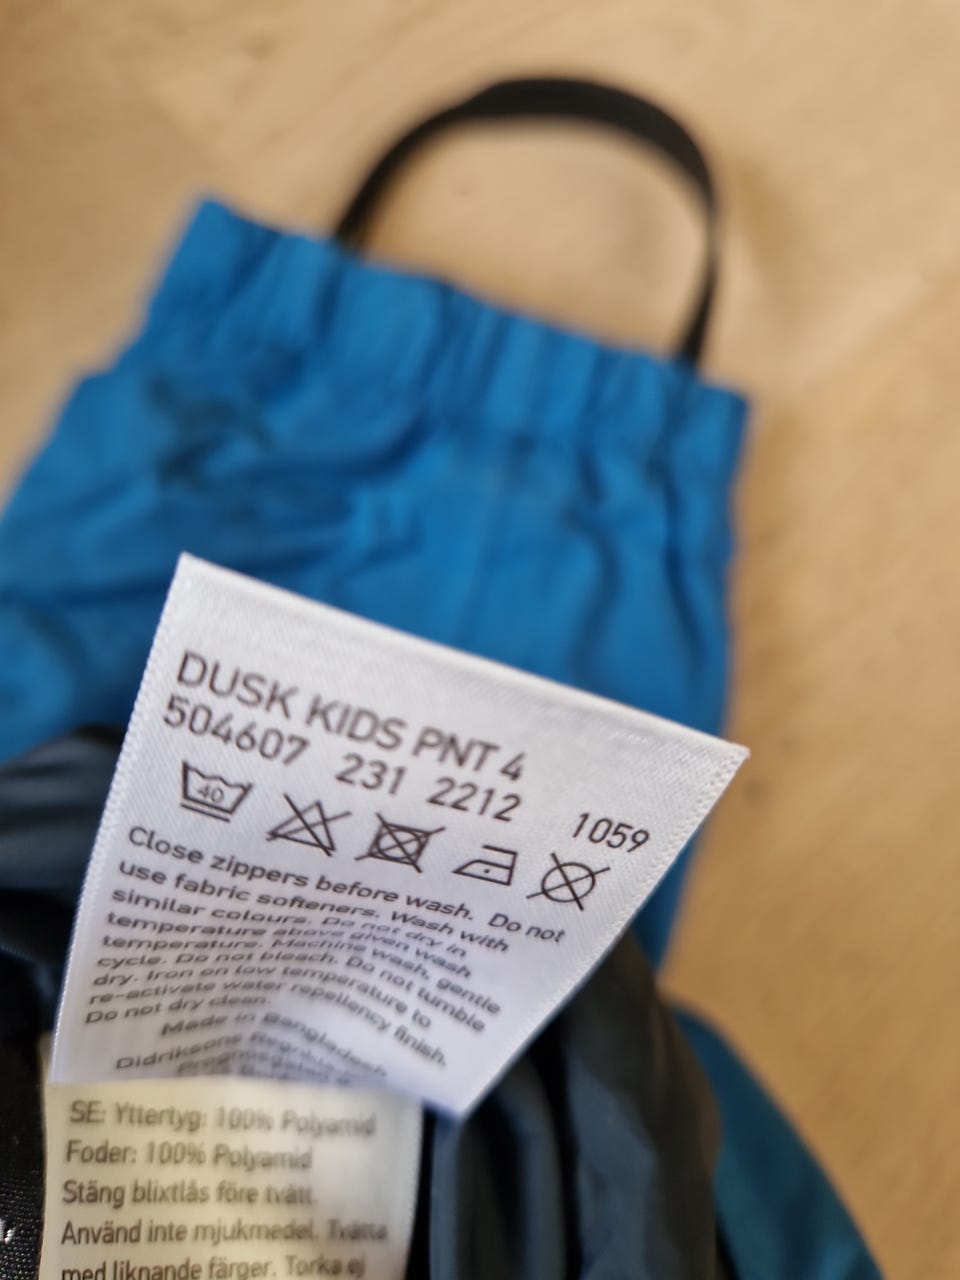 DUSK KIDS PNT 4
504607 231 2212 1059
40
Close zippers before wash. Do not
use fabric softeners. Wash with
similar colours. Do not dry in
temperature above given wash
temperature. Machine wash, gentle
cycle. Do not bleach. Do not tumble
dry. Iron on low temperature to
re-activate water repellency finish.
Do not dry clean.
Made in Bangladesh
Didriksons Regnkläder
SE: Yttertyg: 100% Polyamid
Foder: 100% Polyamid
Stäng blixtlås före tvätt.
Använd inte mjukmedel. Tvätta
med liknande färger. Torka ej